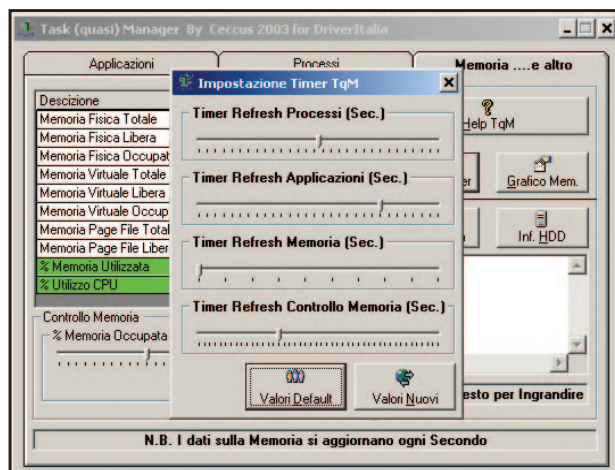 Task (quasi) Manager By Ceccus 2003 for DriverItalia
Applicazioni
Processi
Memoria ....e altro
Impostazione Timer TqM
Descizione
Memoria Fisica Totale
Memoria Fisica Libera
Memoria Fisica Occupat
Memoria Virtuale Totale
Memoria Virtuale Libera
Memoria Virtuale Occup
Memoria Page File Total
Memoria Page File Liber
% Memoria Utilizzata
% Utilizzo CPU
Controllo Memoria
% Memoria Occupata
Timer Refresh Processi (Sec.)
Timer Refresh Applicazioni (Sec.)
Timer Refresh Memoria (Sec.)
Timer Refresh Controllo Memoria (Sec.)
Valori Default
Valori Nuovi
Help TqM
Grafico Mem.
Inf. HDD
esto per Ingrandire
N.B. I dati sulla Memoria si aggiornano ogni Secondo